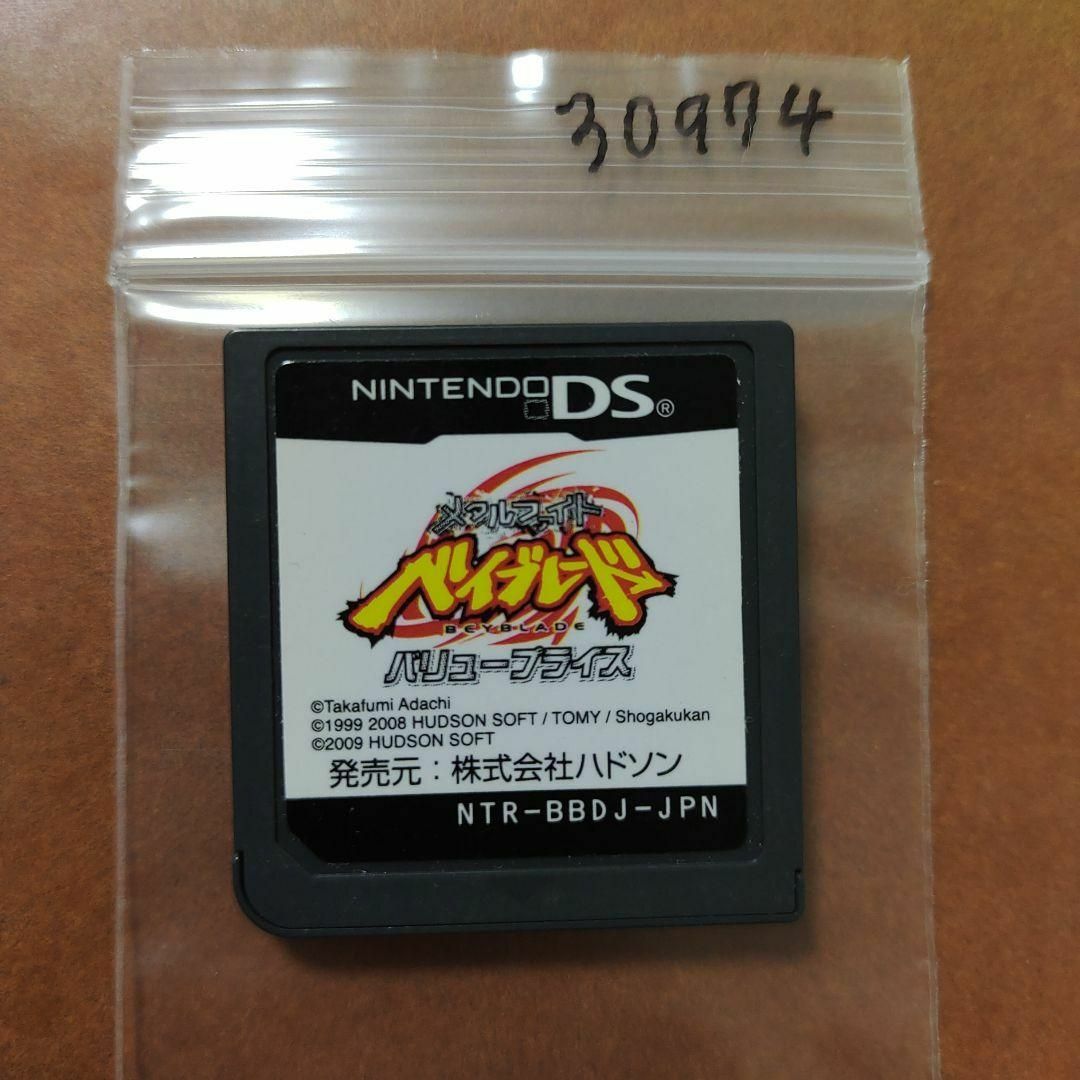 30974
NINTENDO DS®
メタルファイト
ベイブレード
BEYBLADE
バリュープライス
©Takafumi Adachi
©1999 2008 HUDSON SOFT / TOMY / Shogakukan
©2009 HUDSON SOFT
発売元：株式会社ハドソン
NTR-BBDJ-JPN